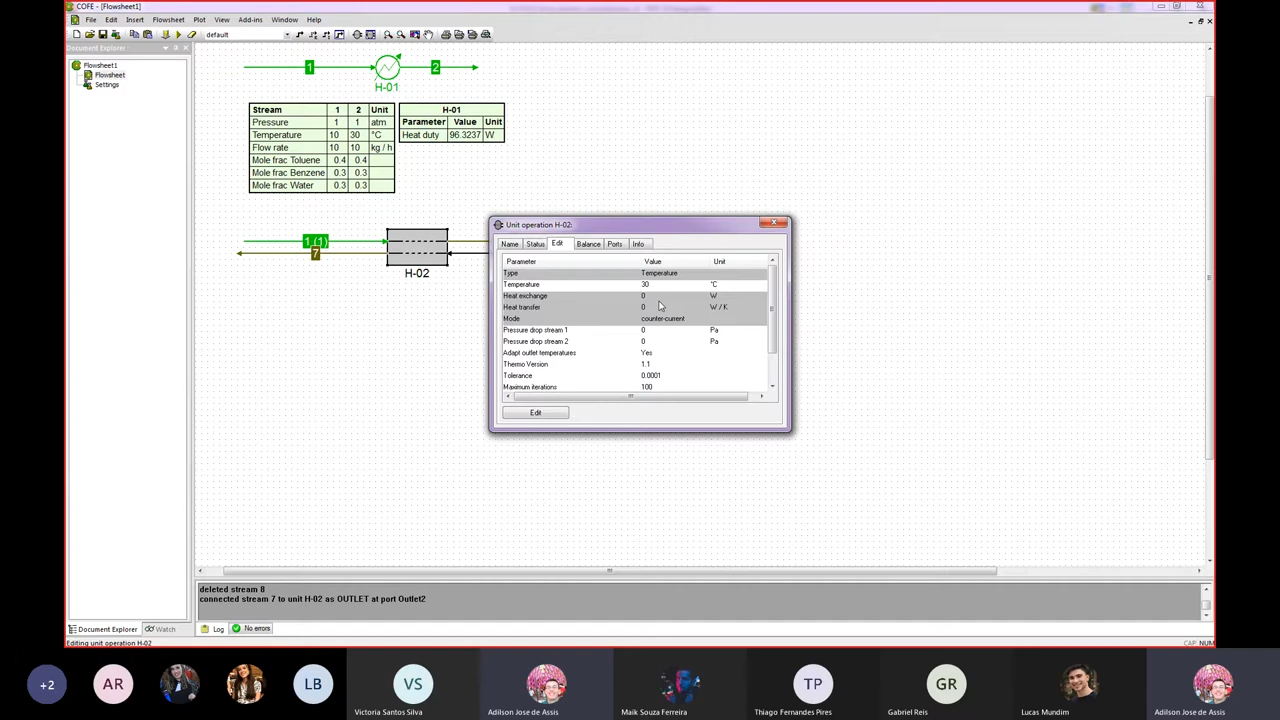 COFE - [Flowsheet1]
File Edit Insert Flowsheet Plot View Add-ins Window Help
default
Document Explorer
Flowsheet1
Flowsheet
Settings
1 2
H-01
Stream 1 2 Unit
Pressure 1 1 atm
Temperature 10 30 °C
Flow rate 10 10 kg / h
Mole frac Toluene 0.4 0.4
Mole frac Benzene 0.3 0.3
Mole frac Water 0.3 0.3
H-01
Parameter Value Unit
Heat duty 96.3237 W
1 (1)
7
H-02
Unit operation H-02:
Name Status Edit Balance Ports Info
Parameter Value Unit
Type Temperature
Temperature 30 °C
Heat exchange 0 W
Heat transfer 0 W / K
Mode counter-current
Pressure drop stream 1 0 Pa
Pressure drop stream 2 0 Pa
Adapt outlet temperatures Yes
Thermo Version 1.1
Tolerance 0.0001
Maximum iterations 100
Edit
deleted stream 8
connected stream 7 to unit H-02 as OUTLET at port Outlet2
Document Explorer Watch
Log No errors
Editing unit operation H-02
CAP NUM
+2 AR LB VS TP GR
Victoria Santos Silva
Adilson Jose de Assis
Maik Souza Ferreira
Thiago Fernandes Pires
Gabriel Reis
Lucas Mundim
Adilson Jose de Assis